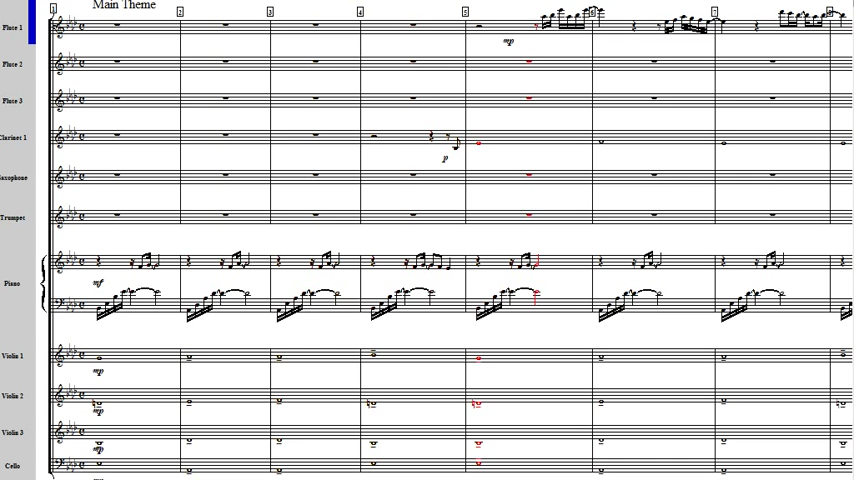 Main Theme
1 2 3 4 5 6 7 8
Flute 1
mp
Flute 2
Flute 3
Clarinet 1
p
Saxophone
Trumpet
Piano
mf
Violin 1
mp
Violin 2
mp
Violin 3
mp
Cello